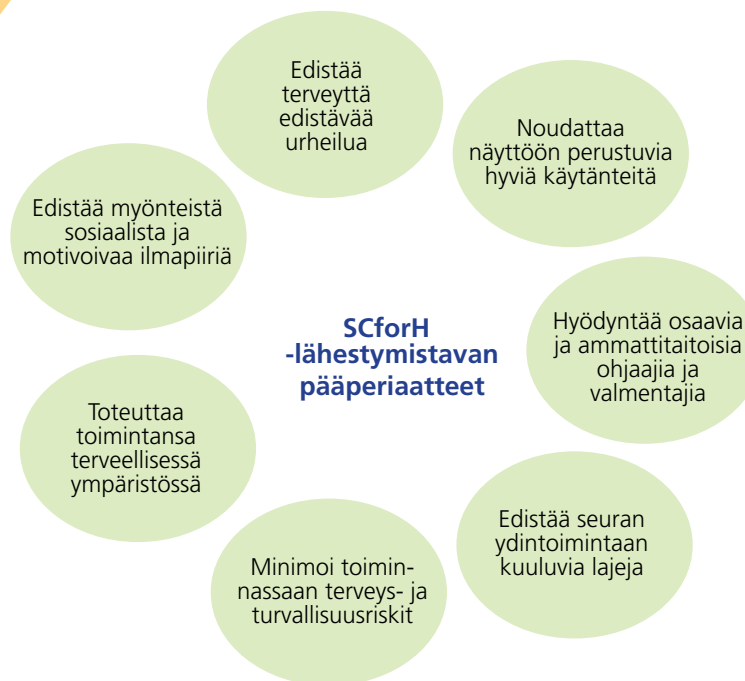 Edistää
terveyttä
edistävää
urheilua
Noudattaa
näyttöön perustuvia
hyviä käytänteitä
Edistää myönteistä
sosiaalista ja
motivoivaa ilmapiiriä
SCforH
-lähestymistavan
pääperiaatteet
Hyödyntää osaavia
ja ammattitaitoisia
ohjaajia ja
valmentajia
Toteuttaa
toimintansa
terveellisessä
ympäristössä
Edistää seuran
ydintoimintaan
kuuluvia lajeja
Minimoi toimin-
nassaan terveys- ja
turvallisuusriskit